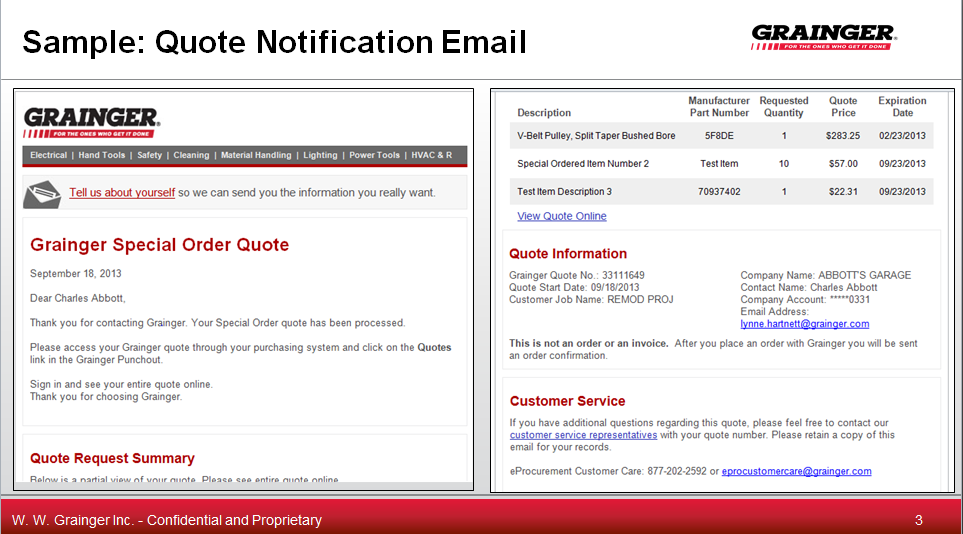 Sample: Quote Notification Email
GRAINGER
FOR THE ONES WHO GET IT DONE
GRAINGER
FOR THE ONES WHO GET IT DONE
Electrical | Hand Tools | Safety | Cleaning | Material Handling | Lighting | Power Tools | HVAC & R
Tell us about yourself so we can send you the information you really want.
Grainger Special Order Quote
September 18, 2013
Dear Charles Abbott,
Thank you for contacting Grainger. Your Special Order quote has been processed.
Please access your Grainger quote through your purchasing system and click on the Quotes
link in the Grainger Punchout.
Sign in and see your entire quote online.
Thank you for choosing Grainger.
Quote Request Summary
Below is a partial view of your quote. Please see entire quote online.
Description Manufacturer Part Number Requested Quantity Quote Price Expiration Date
V-Belt Pulley, Split Taper Bushed Bore 5F8DE 1 $283.25 02/23/2013
Special Ordered Item Number 2 Test Item 10 $57.00 09/23/2013
Test Item Description 3 70937402 1 $22.31 09/23/2013
View Quote Online
Quote Information
Grainger Quote No.: 33111649
Quote Start Date: 09/18/2013
Customer Job Name: REMOD PROJ
Company Name: ABBOTT'S GARAGE
Contact Name: Charles Abbott
Company Account: *****0331
Email Address:
lynne.hartnett@grainger.com
This is not an order or an invoice. After you place an order with Grainger you will be sent
an order confirmation.
Customer Service
If you have additional questions regarding this quote, please feel free to contact our
customer service representatives with your quote number. Please retain a copy of this
email for your records.
eProcurement Customer Care: 877-202-2592 or eprocustomercare@grainger.com
W. W. Grainger Inc. - Confidential and Proprietary
3